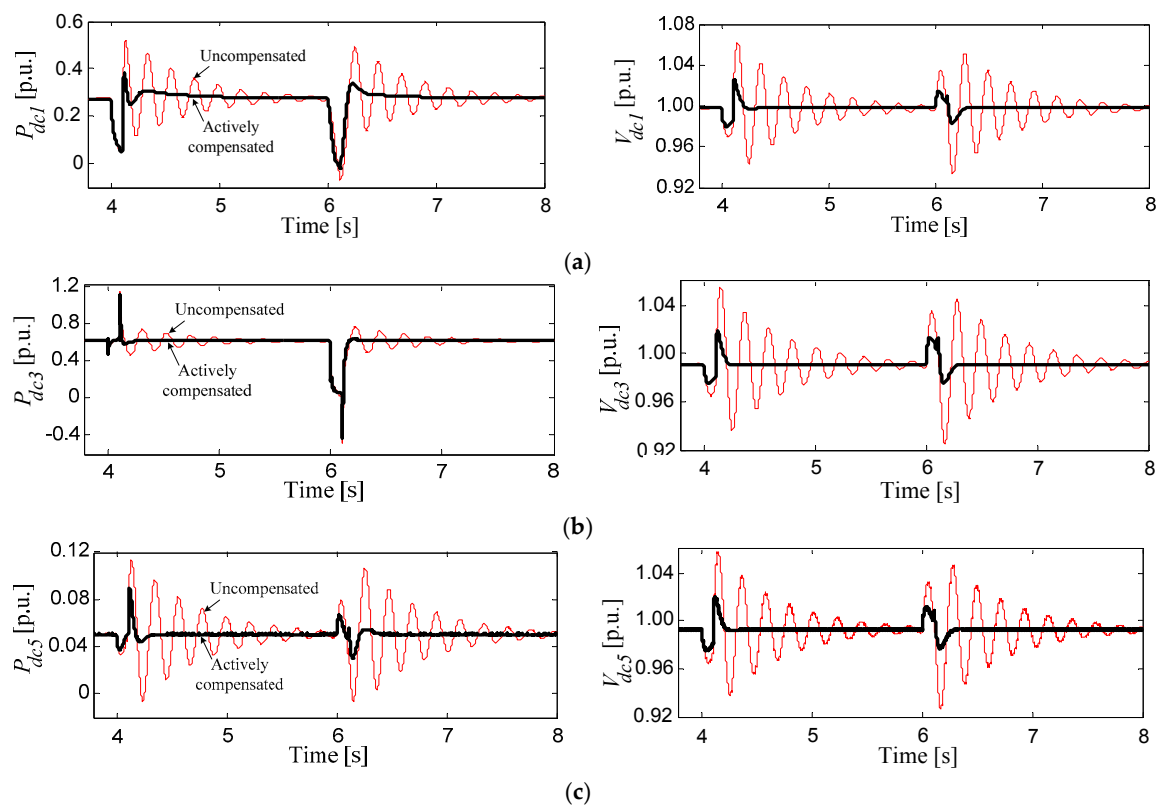 P_dc1 [p.u.]
0.6
0.4
0.2
0
Uncompensated
Actively
compensated
4 5 6 7 8
Time [s]
V_dc1 [p.u.]
1.08
1.04
1.00
0.96
0.92
4 5 6 7 8
Time [s]
(a)
P_dc3 [p.u.]
1.2
0.8
0.4
0
-0.4
Uncompensated
Actively
compensated
4 5 6 7 8
Time [s]
V_dc3 [p.u.]
1.04
1.00
0.96
0 92
4 5 6 7 8
Time [s]
(b)
P_dc5 [p.u.]
0.12
0.08
0.04
0
Uncompensated
Actively
compensated
4 5 6 7 8
Time [s]
V_dc5 [p.u.]
1.04
1.00
0.96
0.92
4 5 6 7 8
Time [s]
(c)